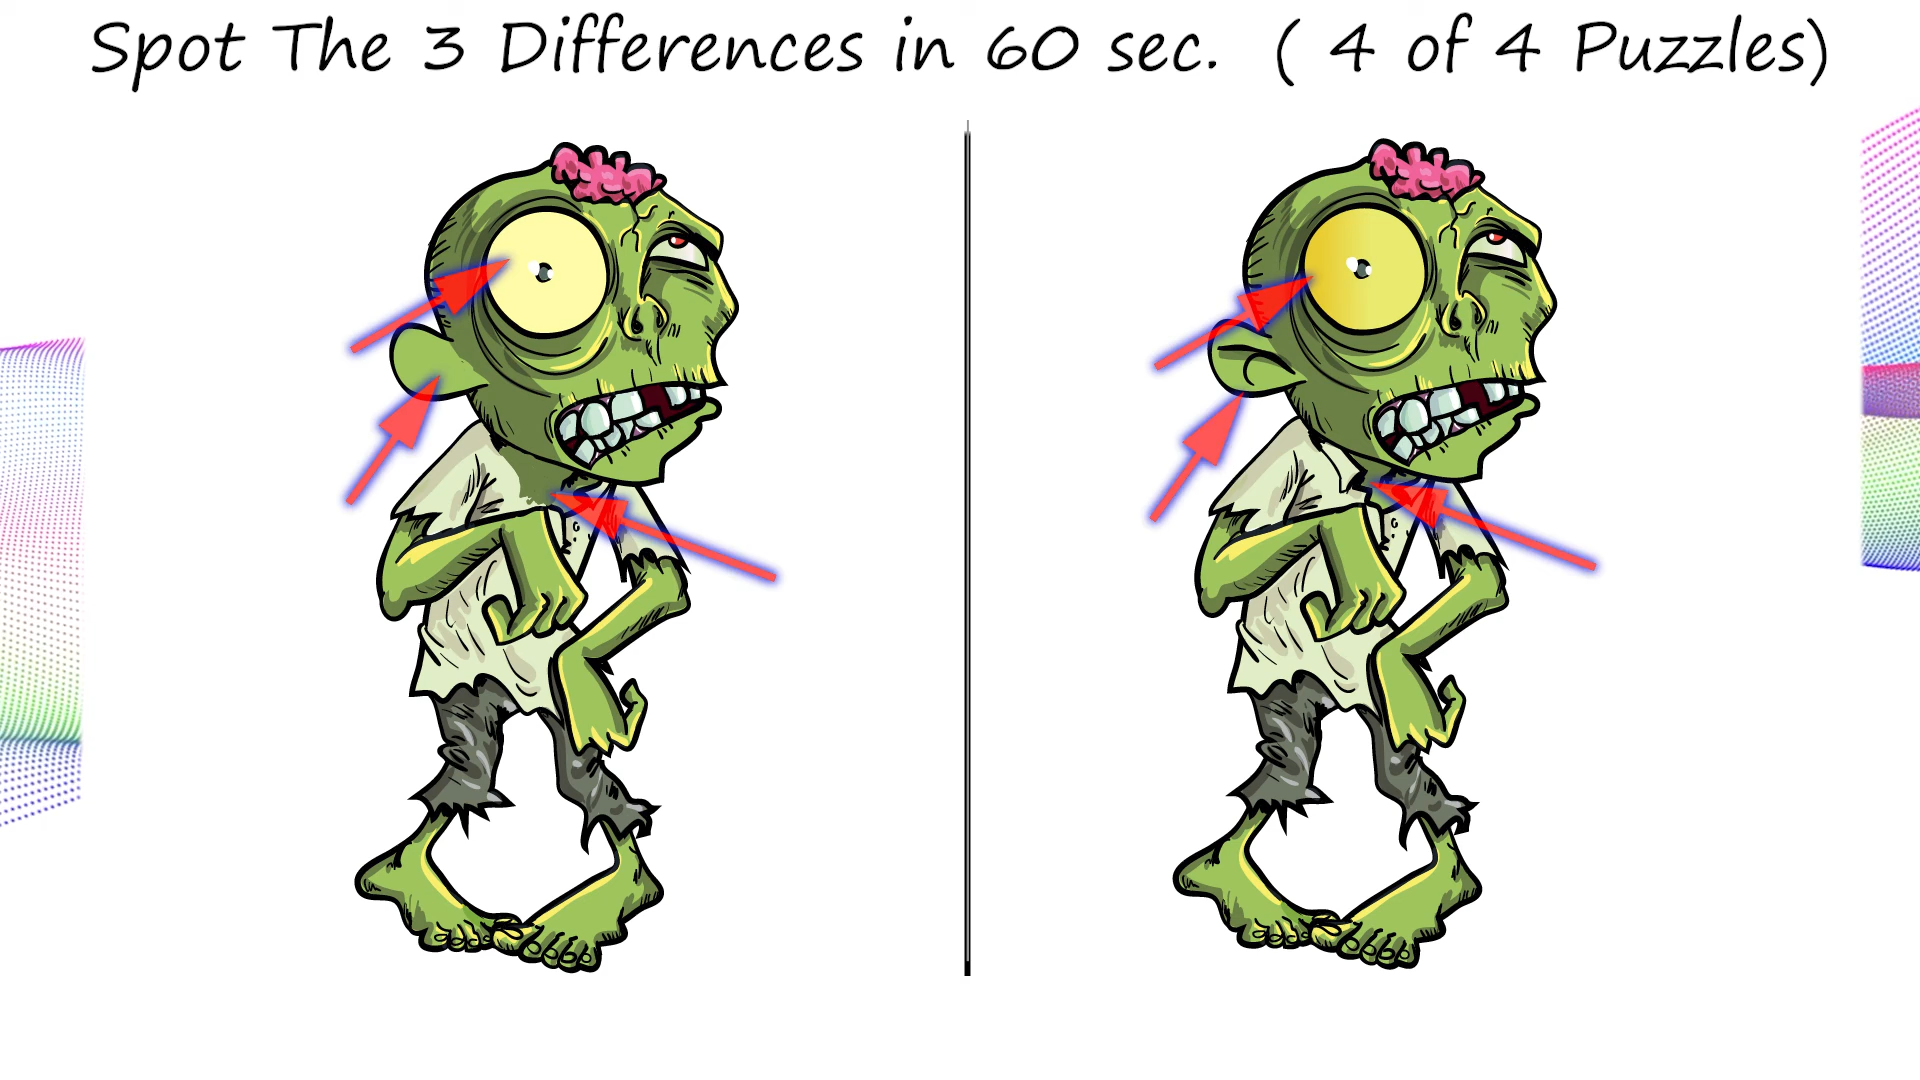 Spot The 3 Differences in 60 sec. ( 4 of 4 Puzzles)